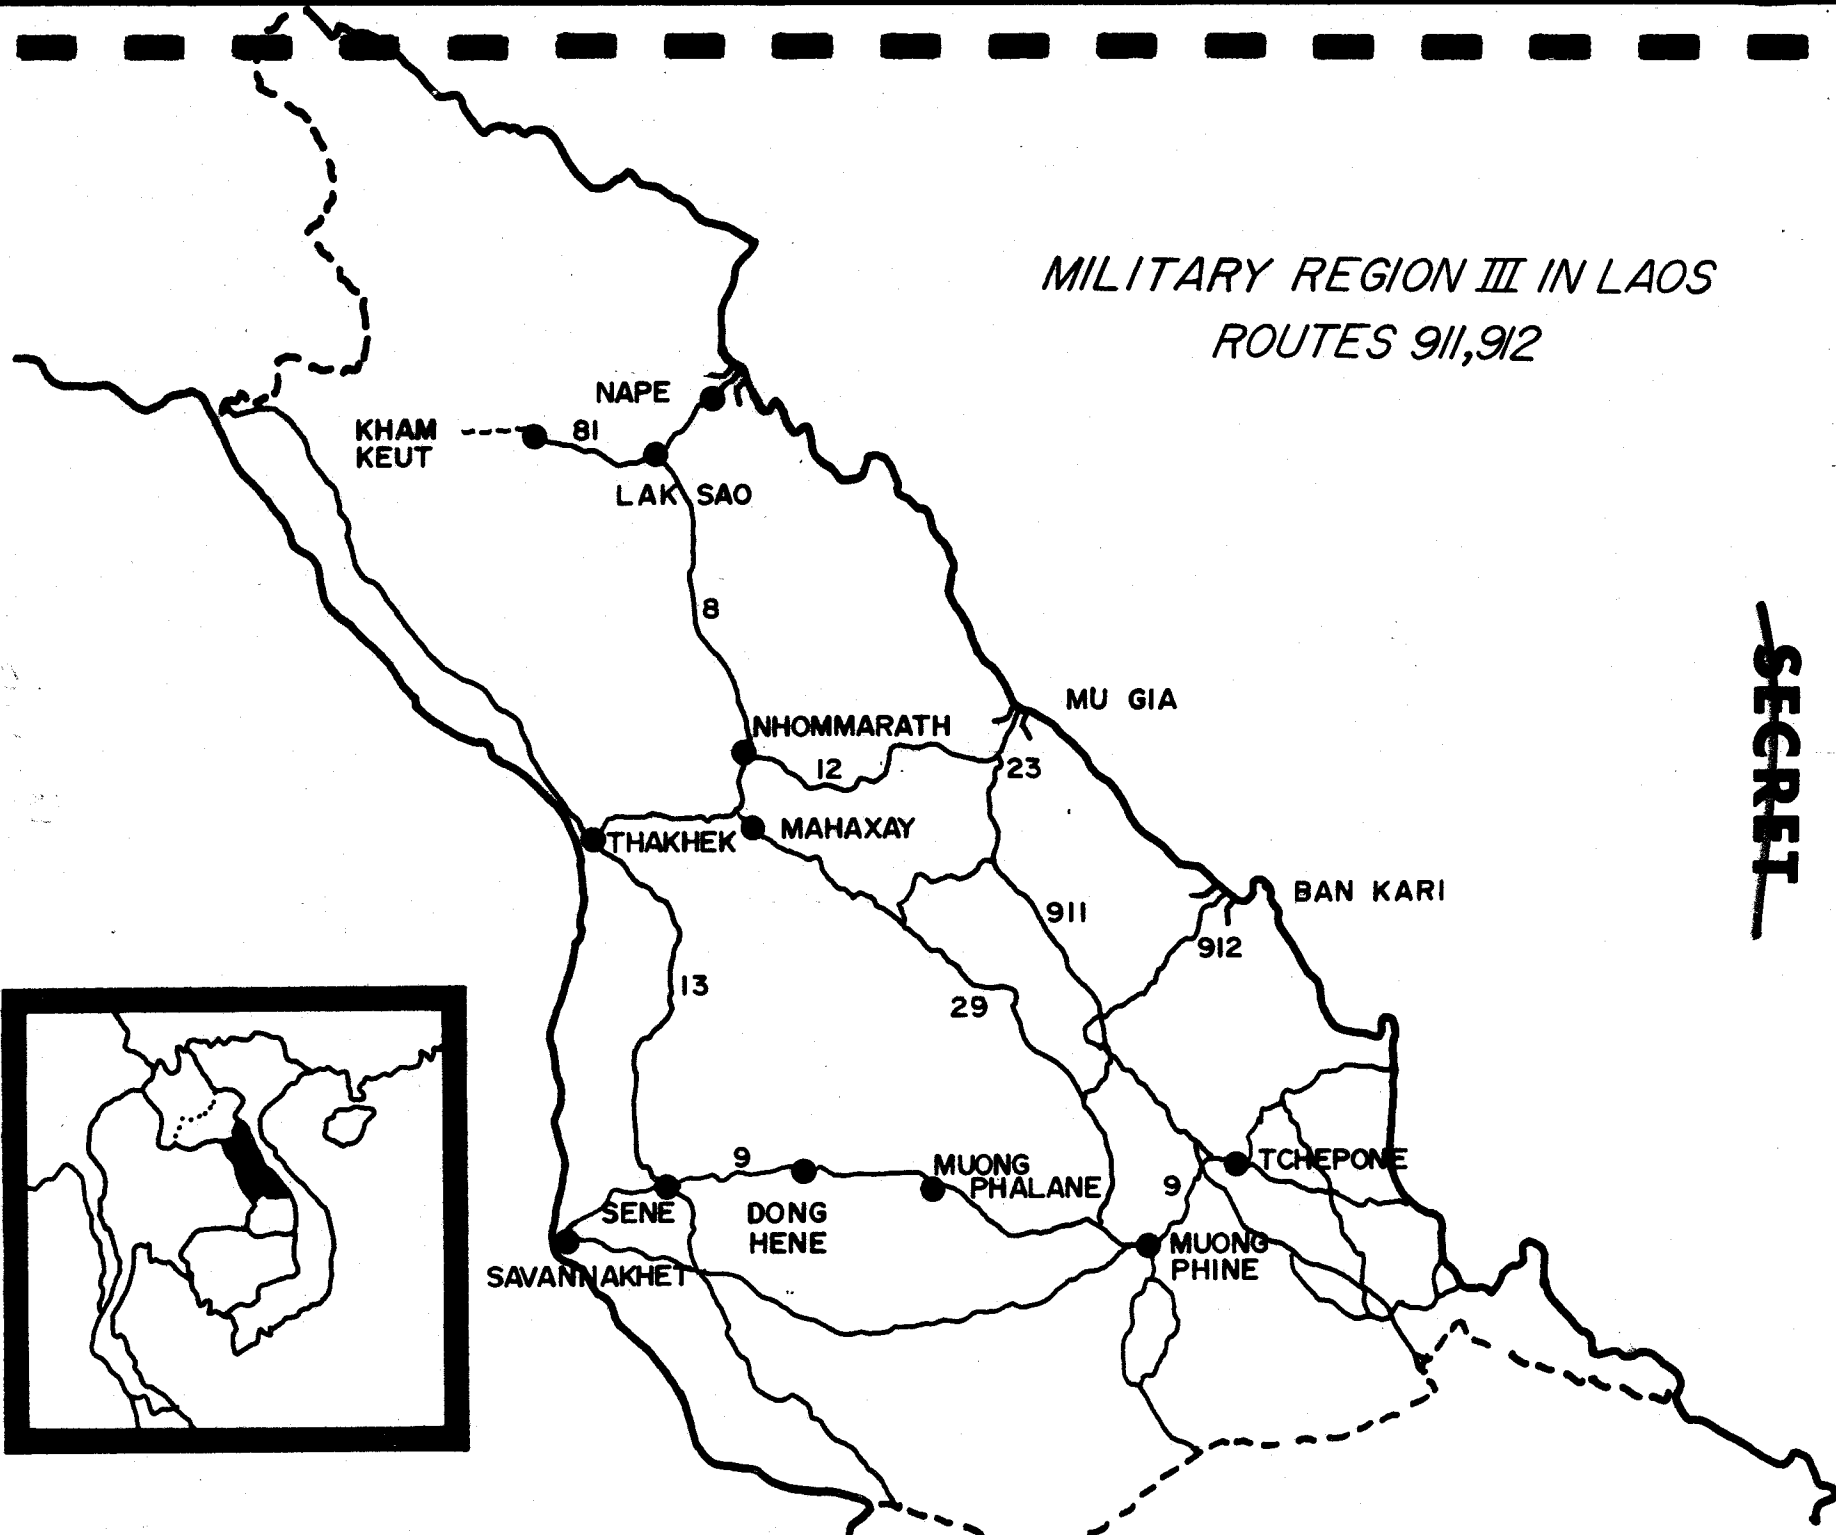 MILITARY REGION III IN LAOS
ROUTES 911,912
NAPE
KHAM
KEUT
81
LAK SAO
8
MU GIA
NHOMMARATH
12
23
THAKHEK
MAHAXAY
BAN KARI
911
912
13
29
SECRET
9
MUONG
PHALANE
TCHEPONE
9
SENE
DONG
HENE
MUONG
PHINE
SAVANNAKHET